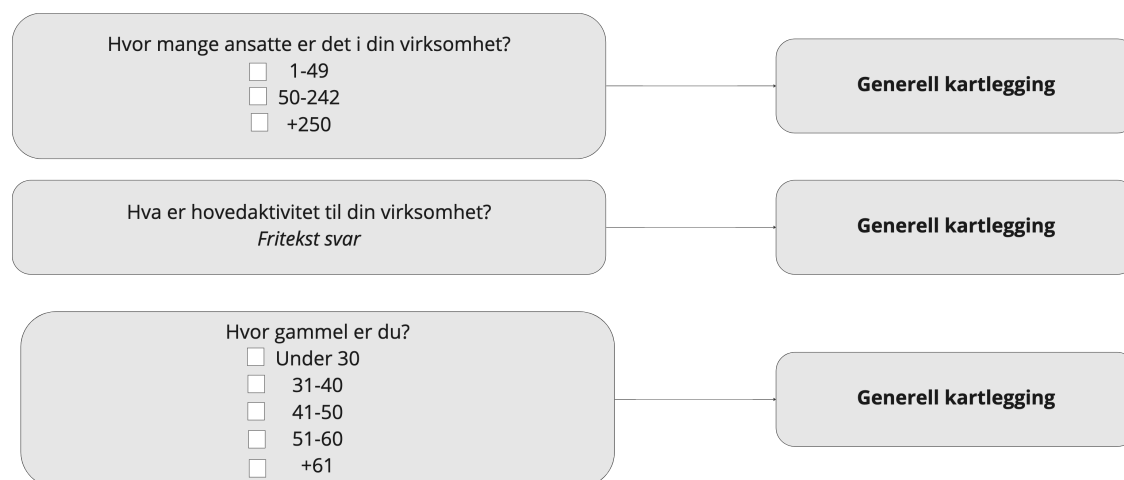 Hvor mange ansatte er det i din virksomhet?
1-49
50-242
+250
Generell kartlegging
Hva er hovedaktivitet til din virksomhet?
Fritekst svar
Generell kartlegging
Hvor gammel er du?
Under 30
31-40
41-50
51-60
+61
Generell kartlegging